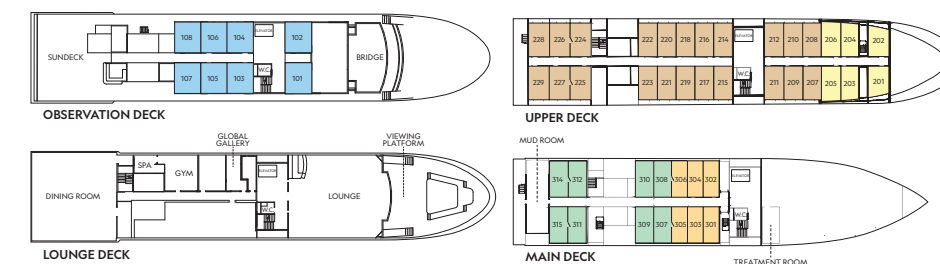 108 106 104 ELEVATOR 102
SUNDECK BRIDGE
W.C.
107 105 103 101
OBSERVATION DECK
228 226 224 222 220 218 216 214 ELEVATOR 212 210 208 206 204 202
W.C.
229 227 225 223 221 219 217 215 211 209 207 205 203 201
UPPER DECK
GLOBAL
GALLERY
VIEWING
PLATFORM
SPA
GYM
ELEVATOR
DINING ROOM
LOUNGE
W.C.
LOUNGE DECK
MUD ROOM
314 312 310 308 306 304 302 ELEVATOR
W.C.
315 311 309 307 305 303 301
MAIN DECK
TREATMENT ROOM